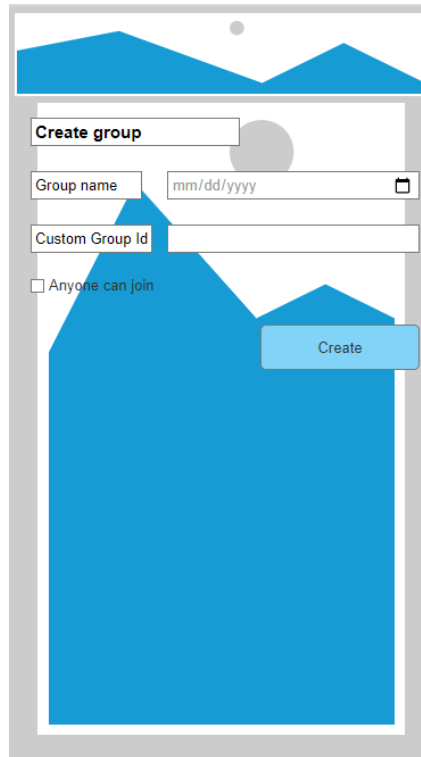 Create group
Group name mm/dd/yyyy
Custom Group Id
Anyone can join
Create